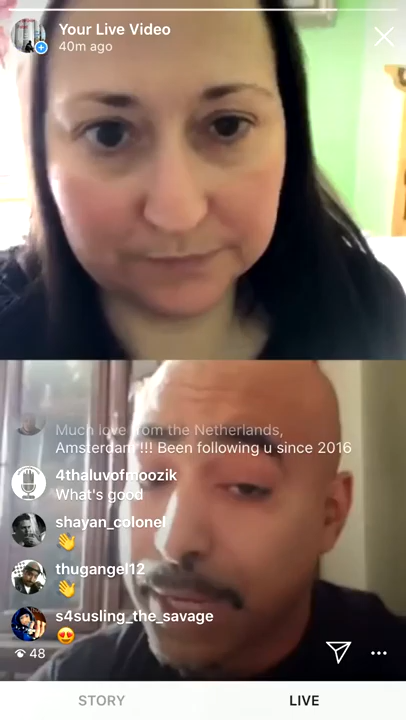 Your Live Video
40m ago
Much love from the Netherlands,
Amsterdam !!! Been following u since 2016
4thaluvofmoozik
What's good
shayan_colonel
👋
thugangel12
👋
s4susling_the_savage
😍
48
STORY
LIVE